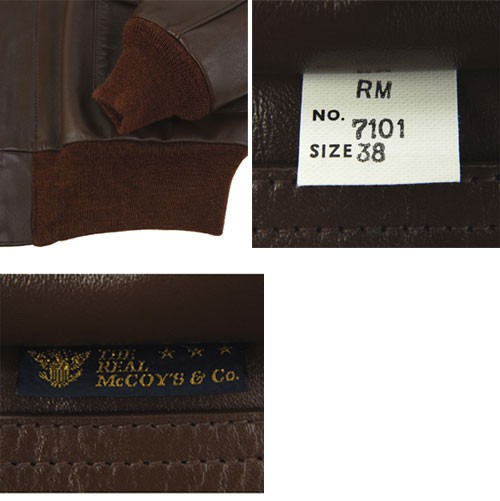 RM
NO. 7101
SIZE 38
THE
REAL
McCOY'S & Co.